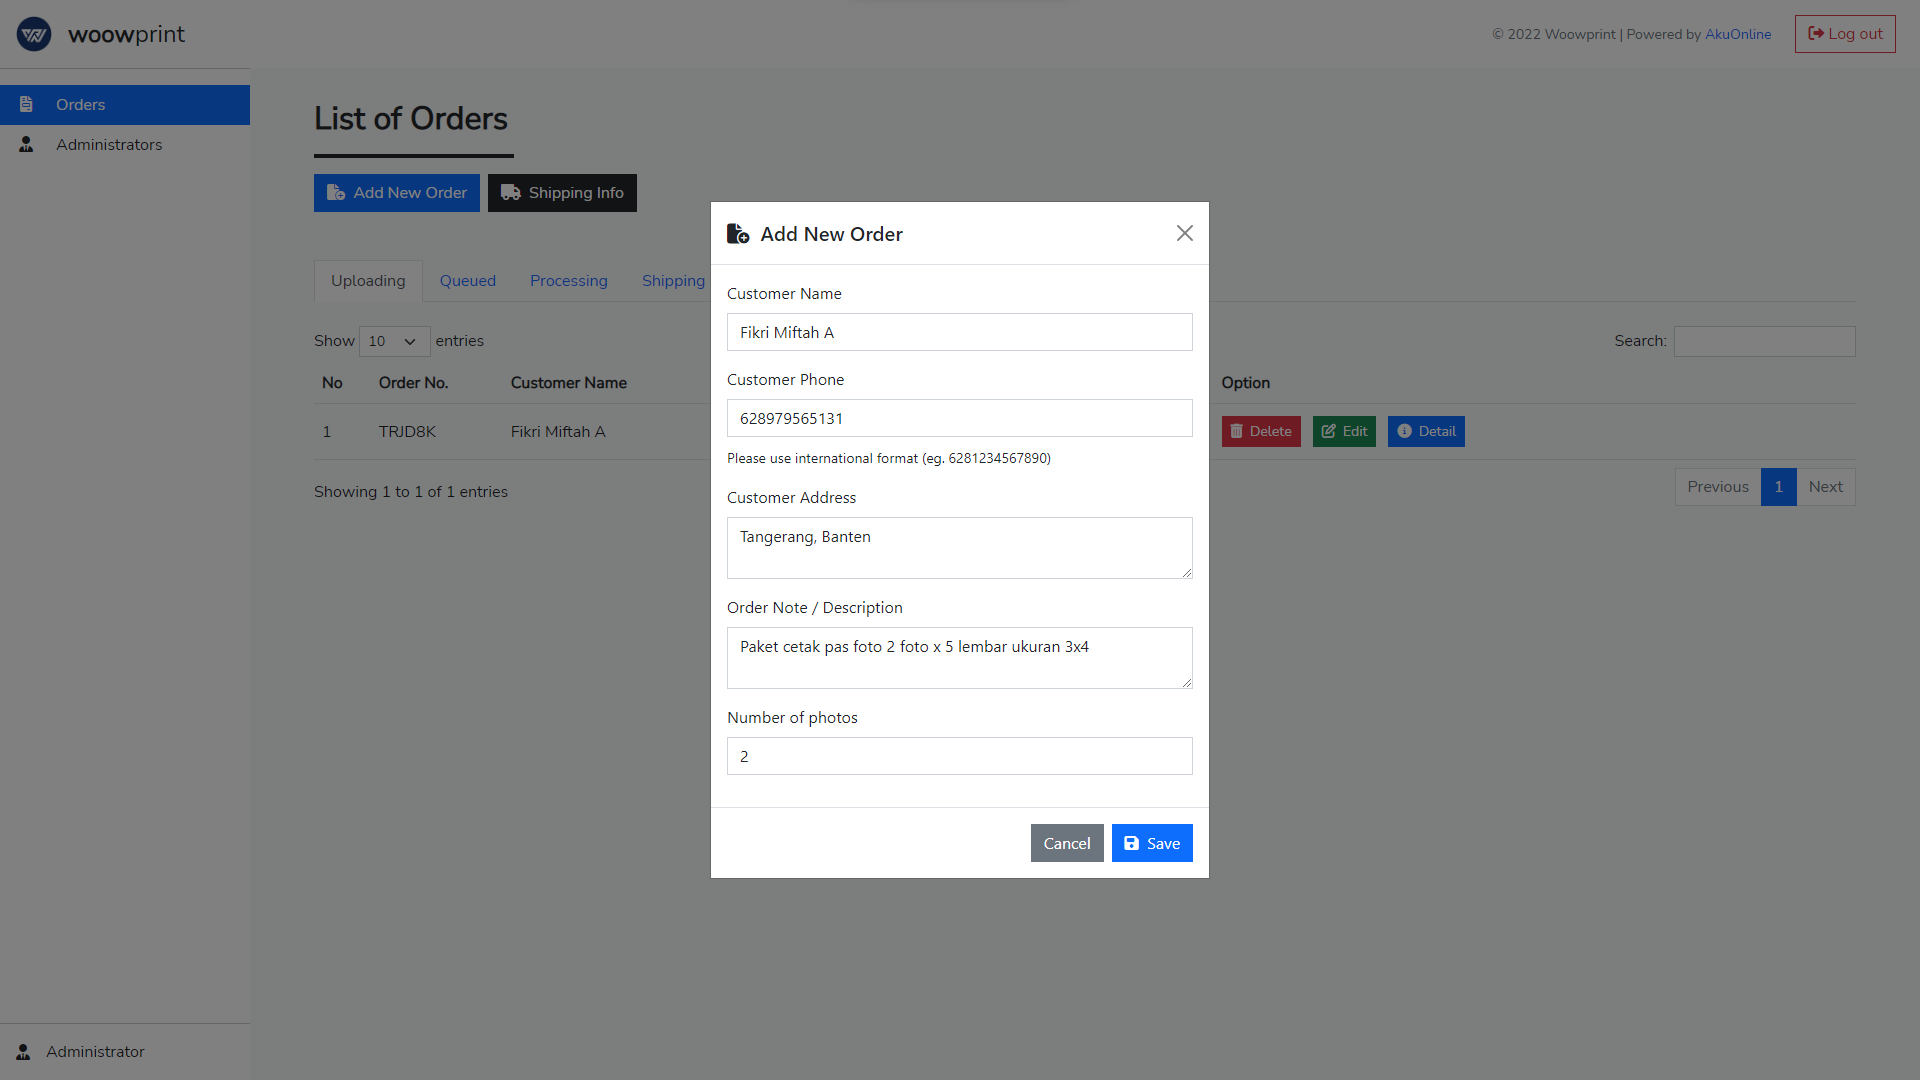 woowprint
© 2022 Woowprint | Powered by AkuOnline
Log out
Orders
Administrators
List of Orders
Add New Order
Shipping Info
Uploading
Queued
Processing
Shipping
Show 10 entries
Search:
No
Order No.
Customer Name
Option
1
TRJD8K
Fikri Miftah A
Delete
Edit
Detail
Showing 1 to 1 of 1 entries
Previous
1
Next
Add New Order
Customer Name
Fikri Miftah A
Customer Phone
628979565131
Please use international format (eg. 6281234567890)
Customer Address
Tangerang, Banten
Order Note / Description
Paket cetak pas foto 2 foto x 5 lembar ukuran 3x4
Number of photos
2
Cancel
Save
Administrator